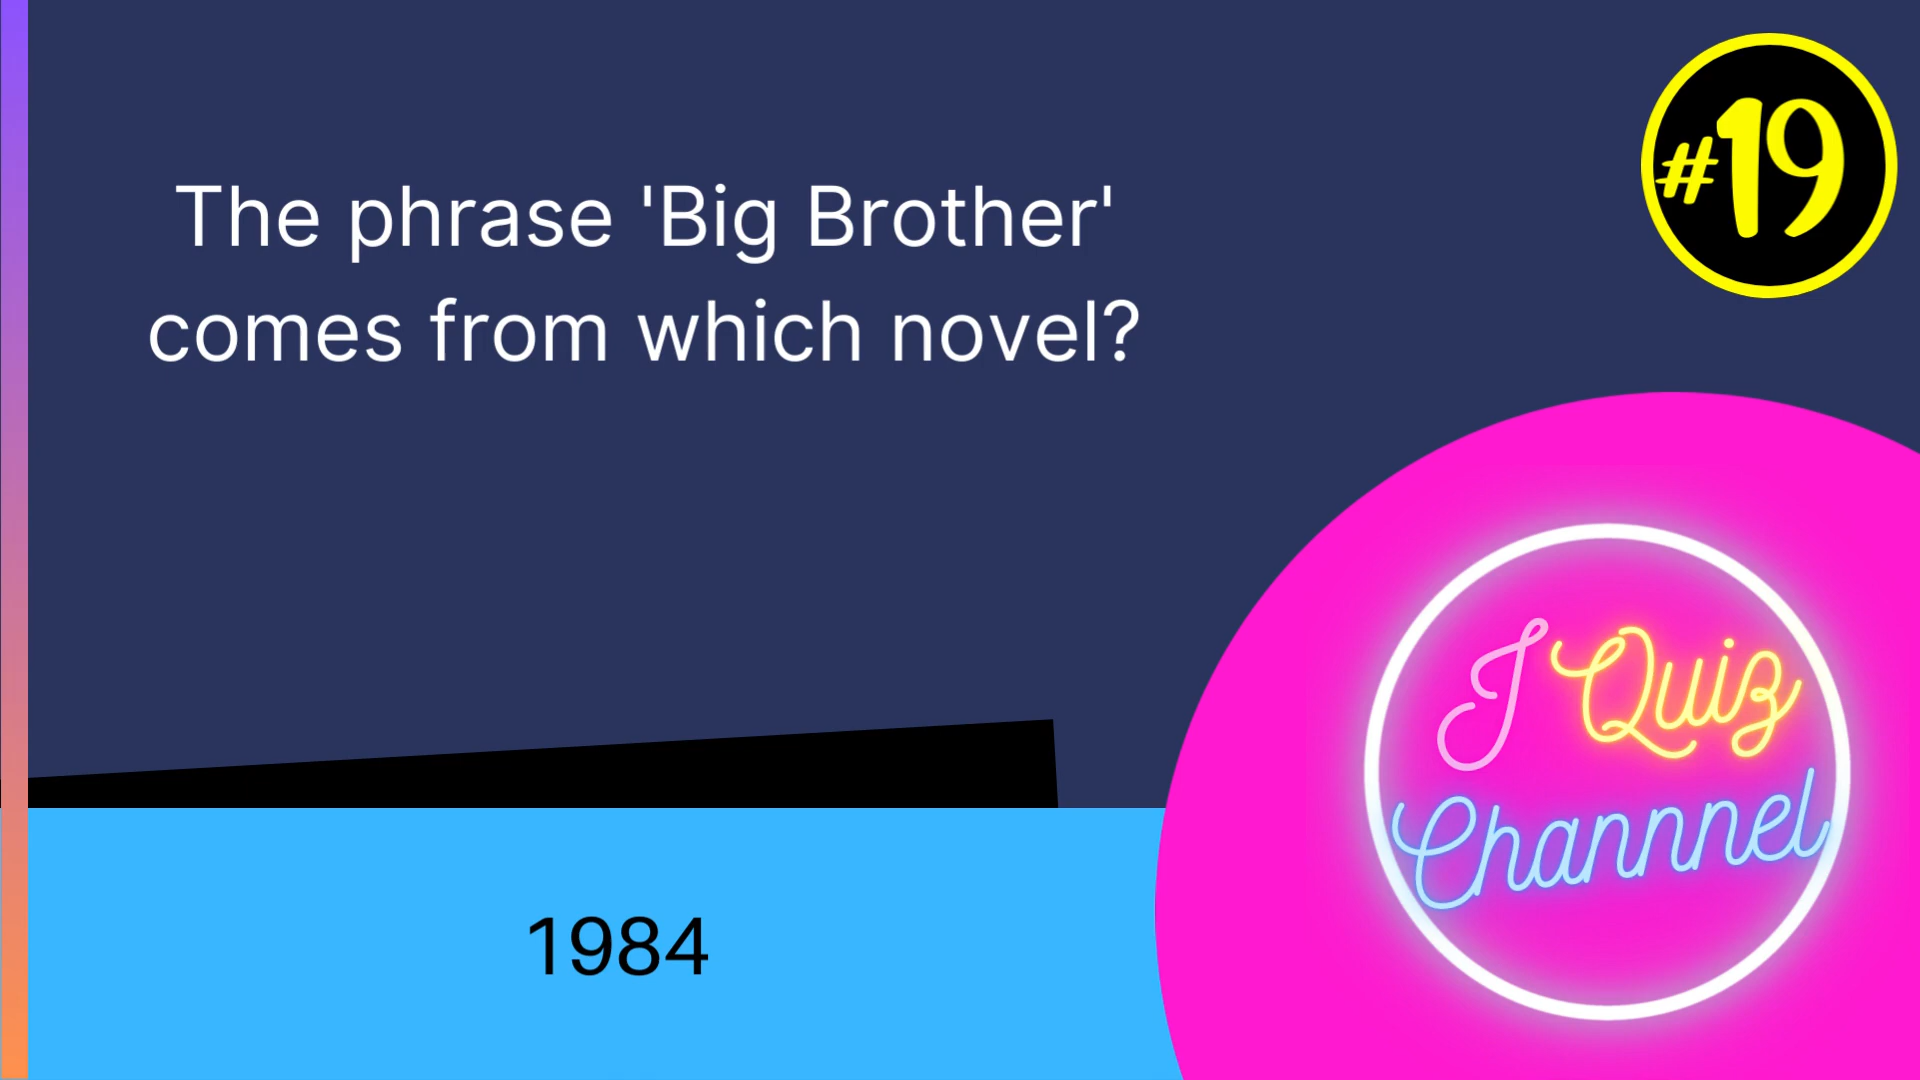 #19
The phrase 'Big Brother'
comes from which novel?
I Quiz
Channnel
1984